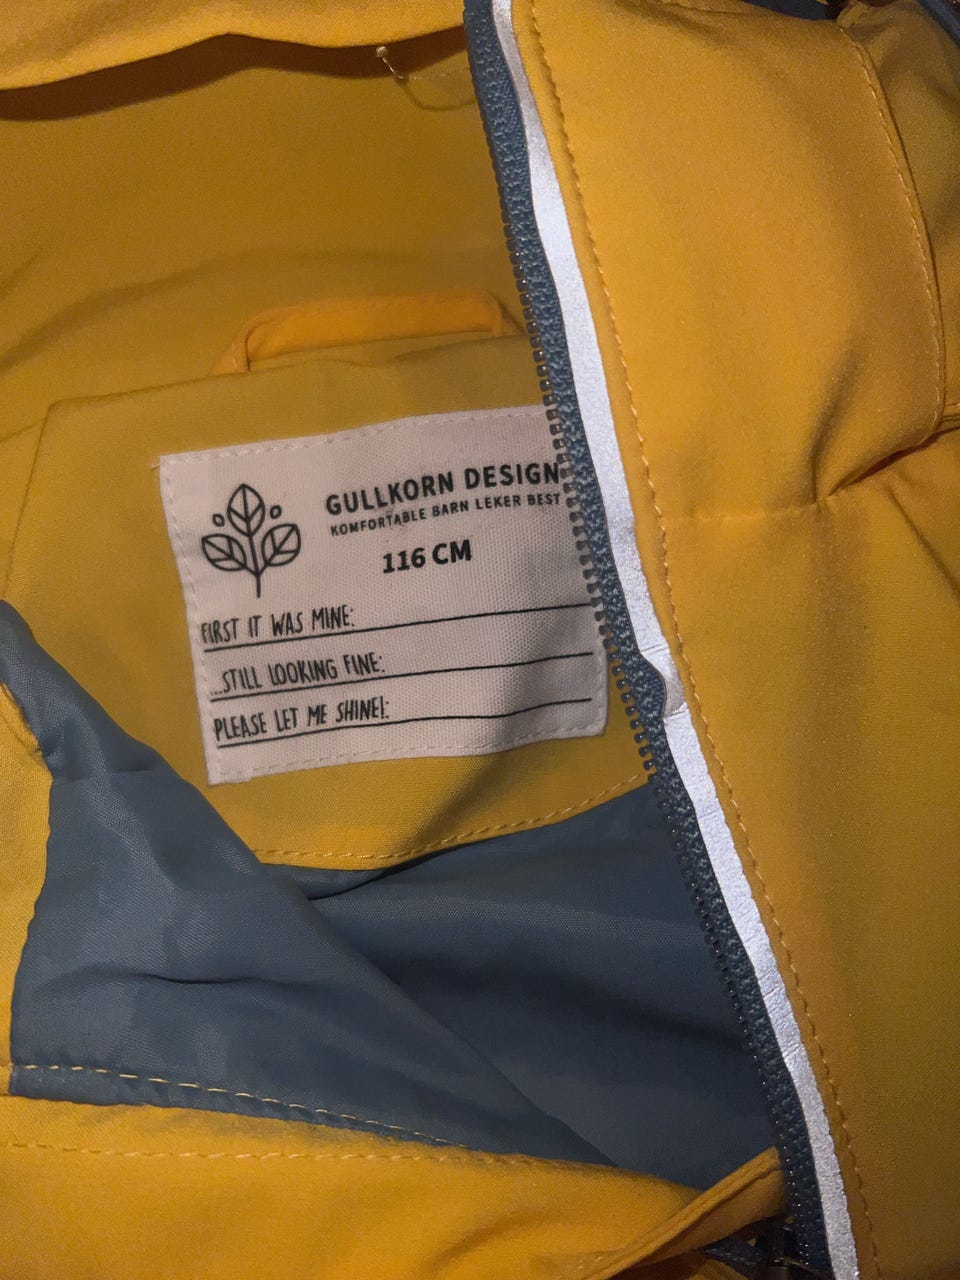 GULLKORN DESIGN
KOMFORTABLE BARN LEKER BEST
116 CM
FIRST IT WAS MINE:
...STILL LOOKING FINE:
PLEASE LET ME SHINE!: